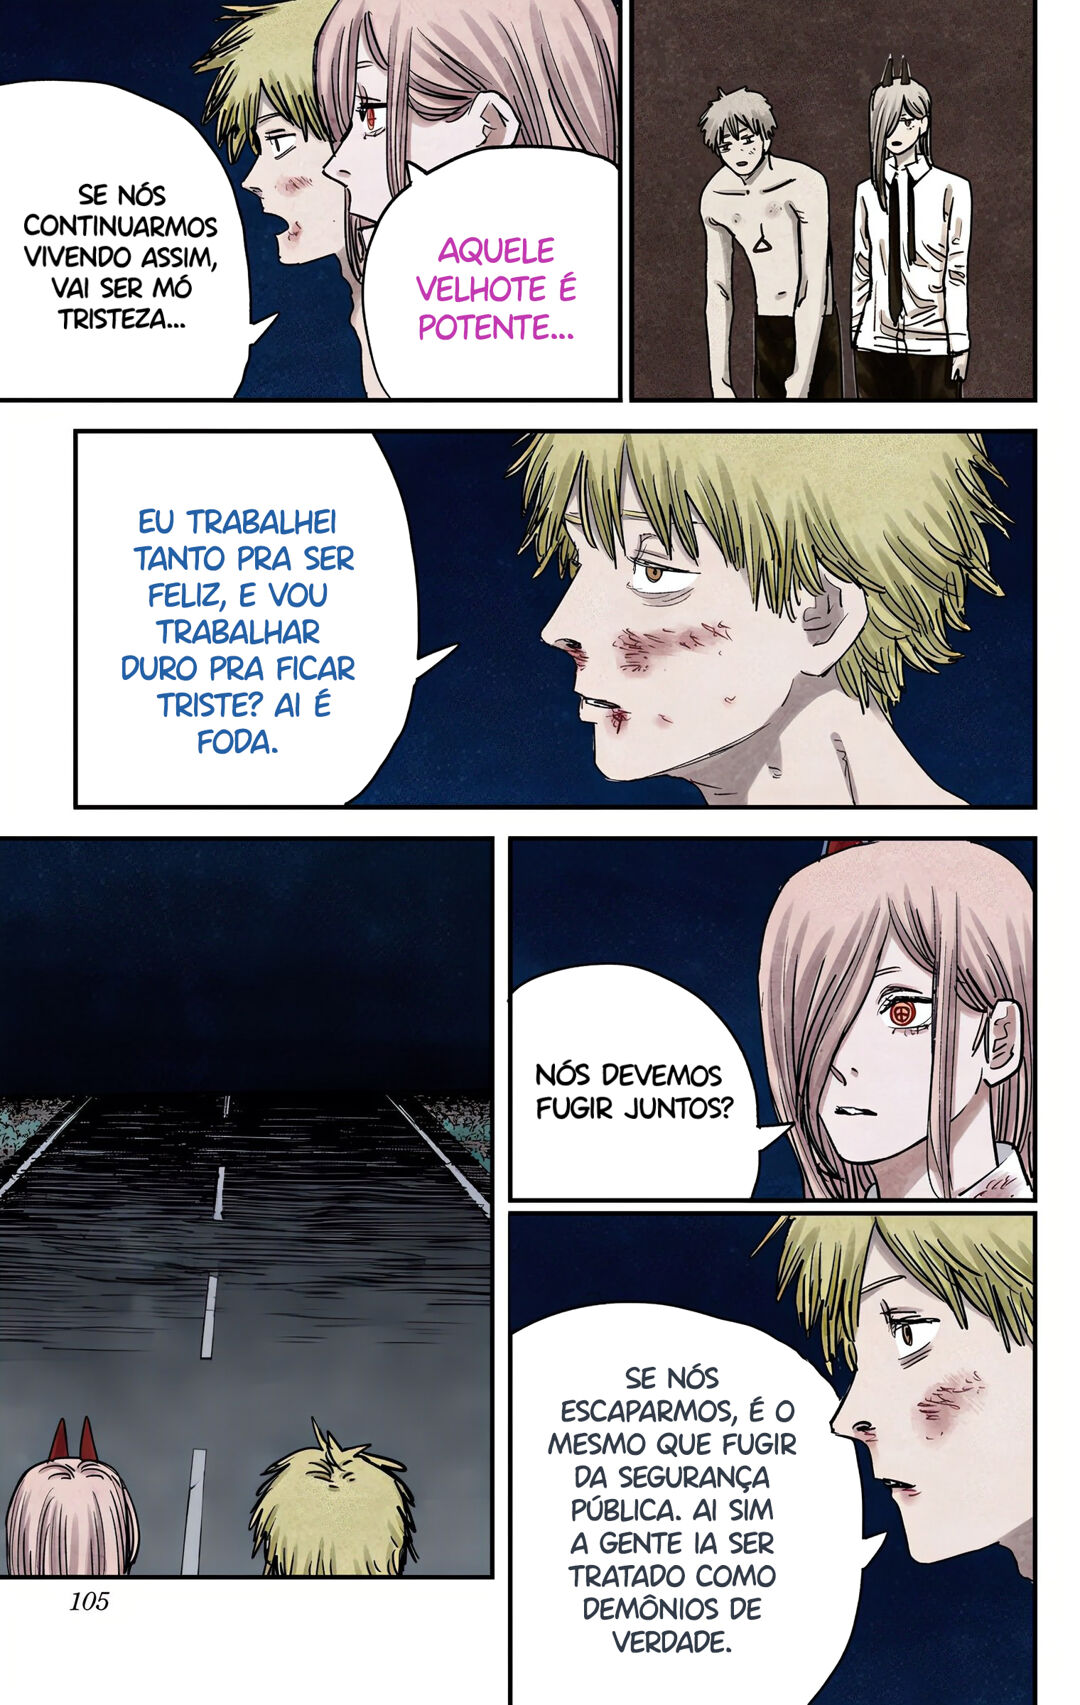 AQUELE
VELHOTE É
POTENTE...
SE NÓS
CONTINUARMOS
VIVENDO ASSIM,
VAI SER MÓ
TRISTEZA...
EU TRABALHEI
TANTO PRA SER
FELIZ, E VOU
TRABALHAR
DURO PRA FICAR
TRISTE? AI É
FODA.
NÓS DEVEMOS
FUGIR JUNTOS?
SE NÓS
ESCAPARMOS, É O
MESMO QUE FUGIR
DA SEGURANÇA
PÚBLICA. AI SIM
A GENTE IA SER
TRATADO COMO
DEMÔNIOS DE
VERDADE.
105